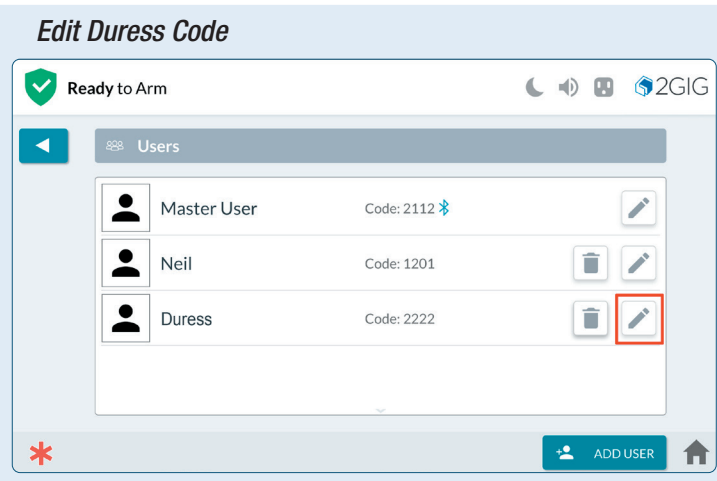 Edit Duress Code
Ready to Arm
2GIG
Users
Master User Code: 2112
Neil Code: 1201
Duress Code: 2222
ADD USER